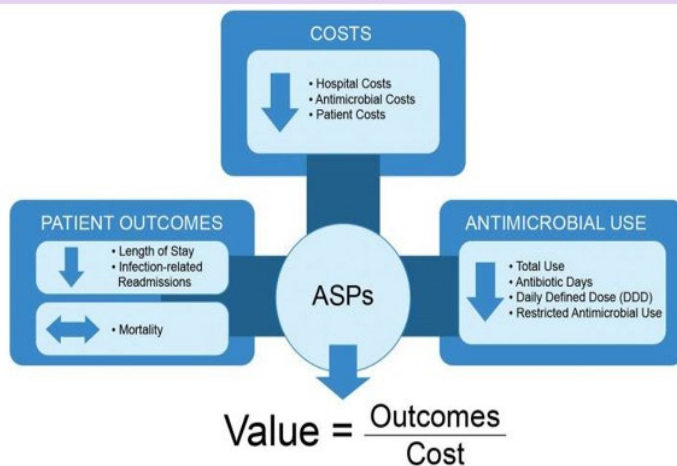 COSTS
• Hospital Costs
• Antimicrobial Costs
• Patient Costs
PATIENT OUTCOMES
• Length of Stay
• Infection-related
Readmissions
• Mortality
ASPs
ANTIMICROBIAL USE
• Total Use
• Antibiotic Days
• Daily Defined Dose (DDD)
• Restricted Antimicrobial Use
Value = Outcomes
Cost